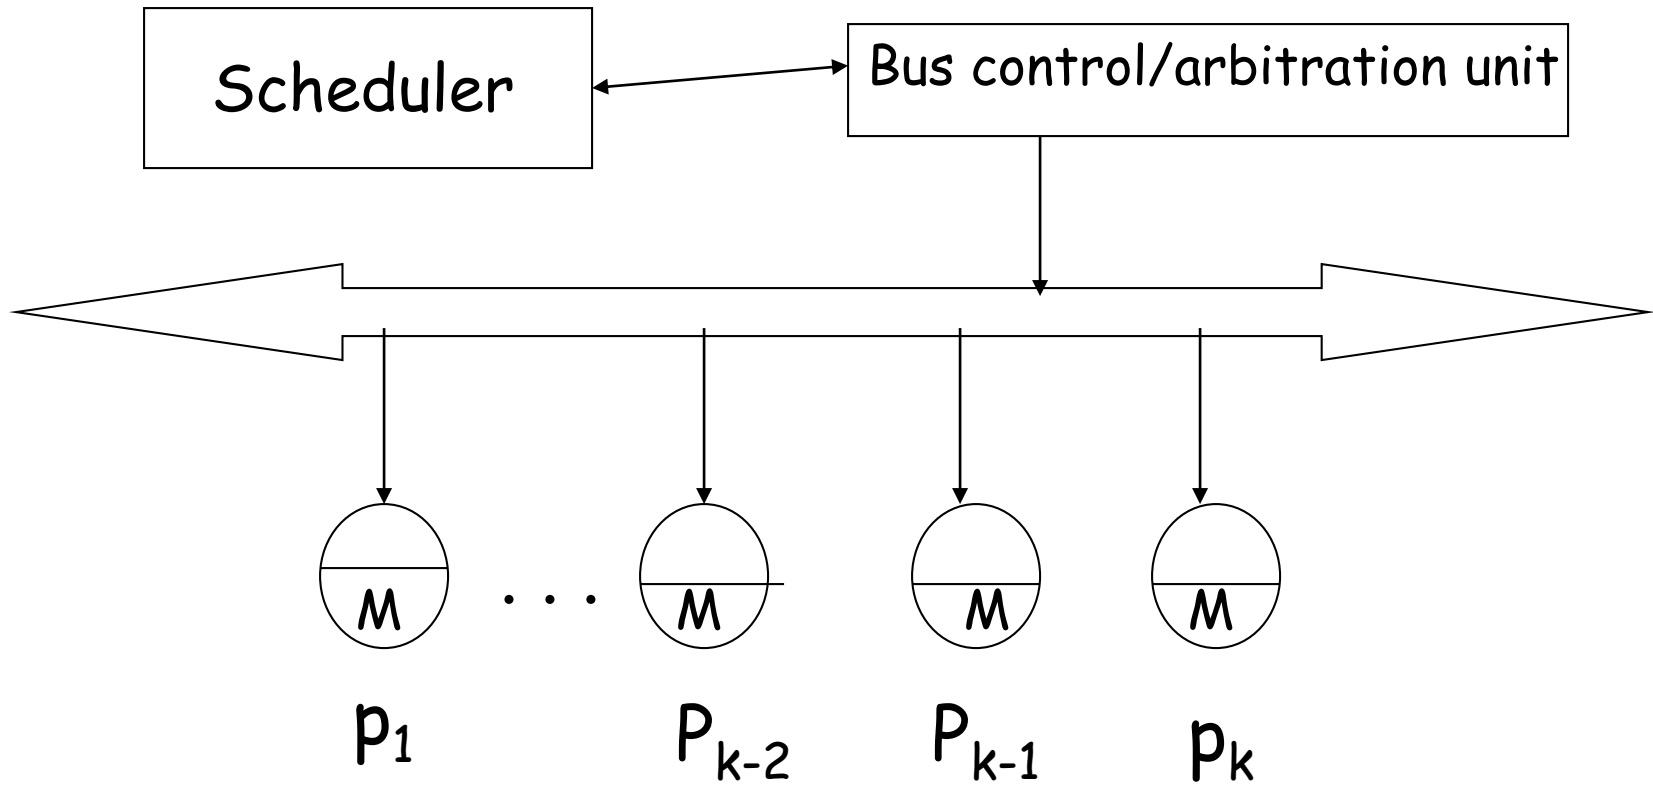 Scheduler
Bus control/arbitration unit
M . . . M M M
p1 Pk-2 Pk-1 pk